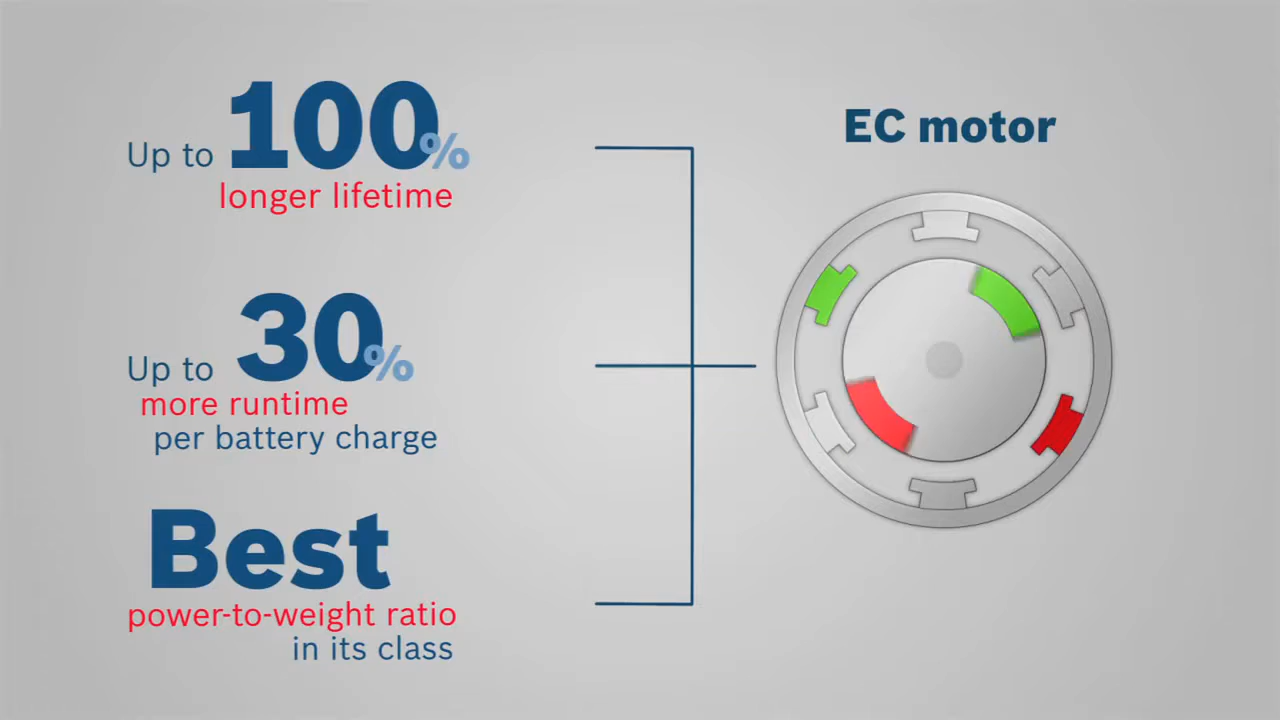 Up to 100%
longer lifetime
Up to 30%
more runtime
per battery charge
Best
power-to-weight ratio
in its class
EC motor